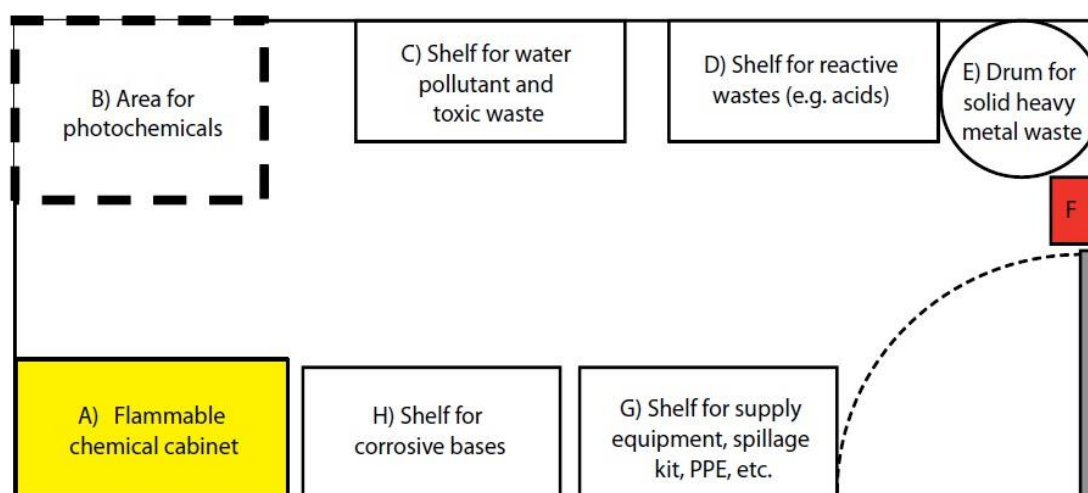 B) Area for
photochemicals
C) Shelf for water
pollutant and
toxic waste
D) Shelf for reactive
wastes (e.g. acids)
E) Drum for
solid heavy
metal waste
F
A) Flammable
chemical cabinet
H) Shelf for
corrosive bases
G) Shelf for supply
equipment, spillage
kit, PPE, etc.